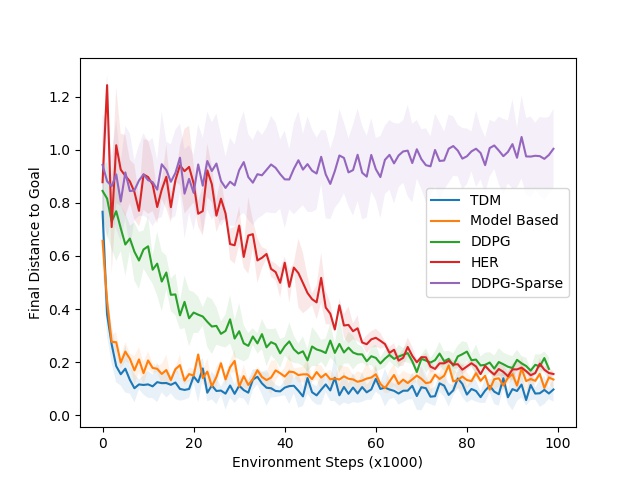 1.2
1.0
0.8
0.6
0.4
0.2
0.0
Final Distance to Goal
TDM
Model Based
DDPG
HER
DDPG-Sparse
0 20 40 60 80 100
Environment Steps (x1000)